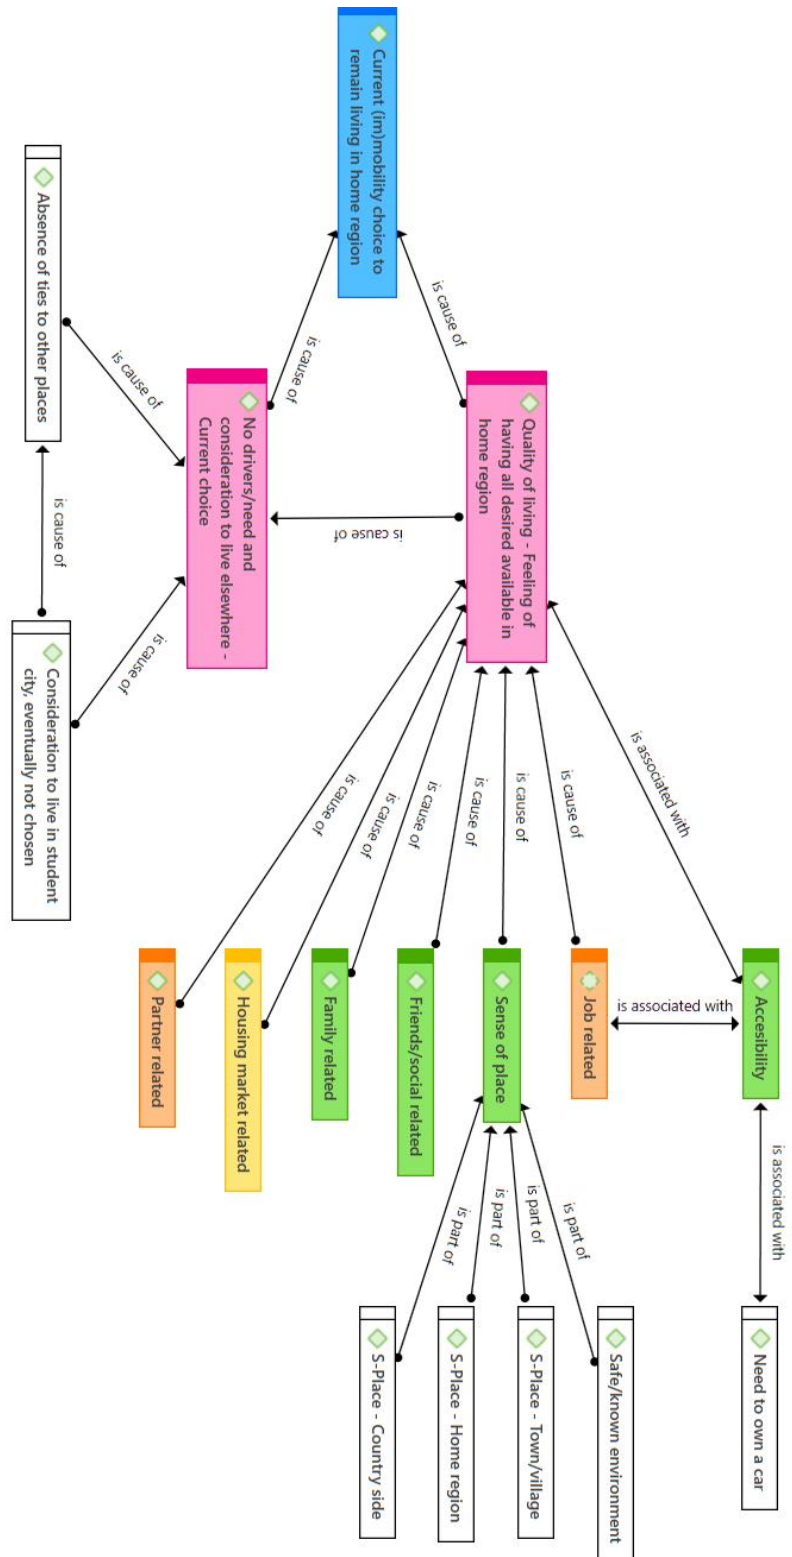 Current (im)mobility choice to
remain living in home region
is cause of
is cause of
Quality of living - Feeling of
having all desired available in
home region
is cause of
No drivers/need and
consideration to live elsewhere -
Current choice
is cause of
Absence of ties to other places
is cause of
is cause of
Consideration to live in student
city, eventually not chosen
is associated with
is cause of
is cause of
is cause of
is cause of
is cause of
is cause of
Accesibility
is associated with
Job related
Sense of place
Friends/social related
Family related
Housing market related
Partner related
is associated with
is part of
is part of
is part of
is part of
Need to own a car
Safe/known environment
S-Place - Town/village
S-Place - Home region
S-Place - Country side